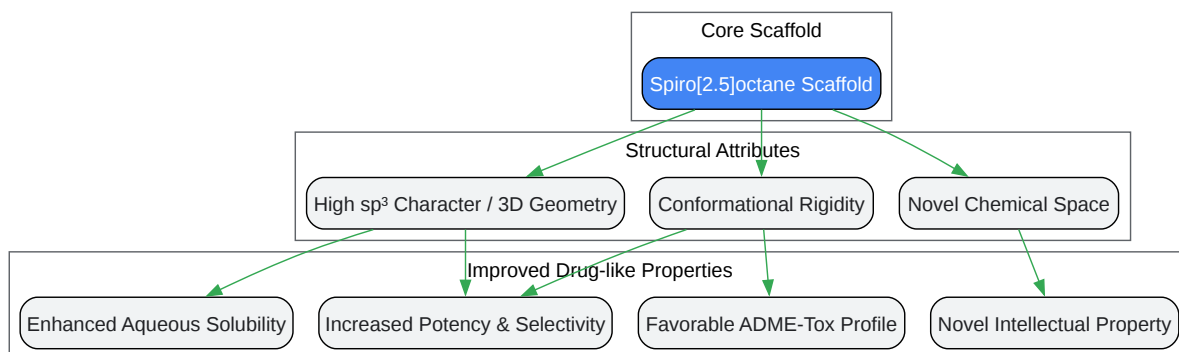 Core Scaffold
Spiro[2.5]octane Scaffold
Structural Attributes
High sp³ Character / 3D Geometry
Conformational Rigidity
Novel Chemical Space
Improved Drug-like Properties
Enhanced Aqueous Solubility
Increased Potency & Selectivity
Favorable ADME-Tox Profile
Novel Intellectual Property